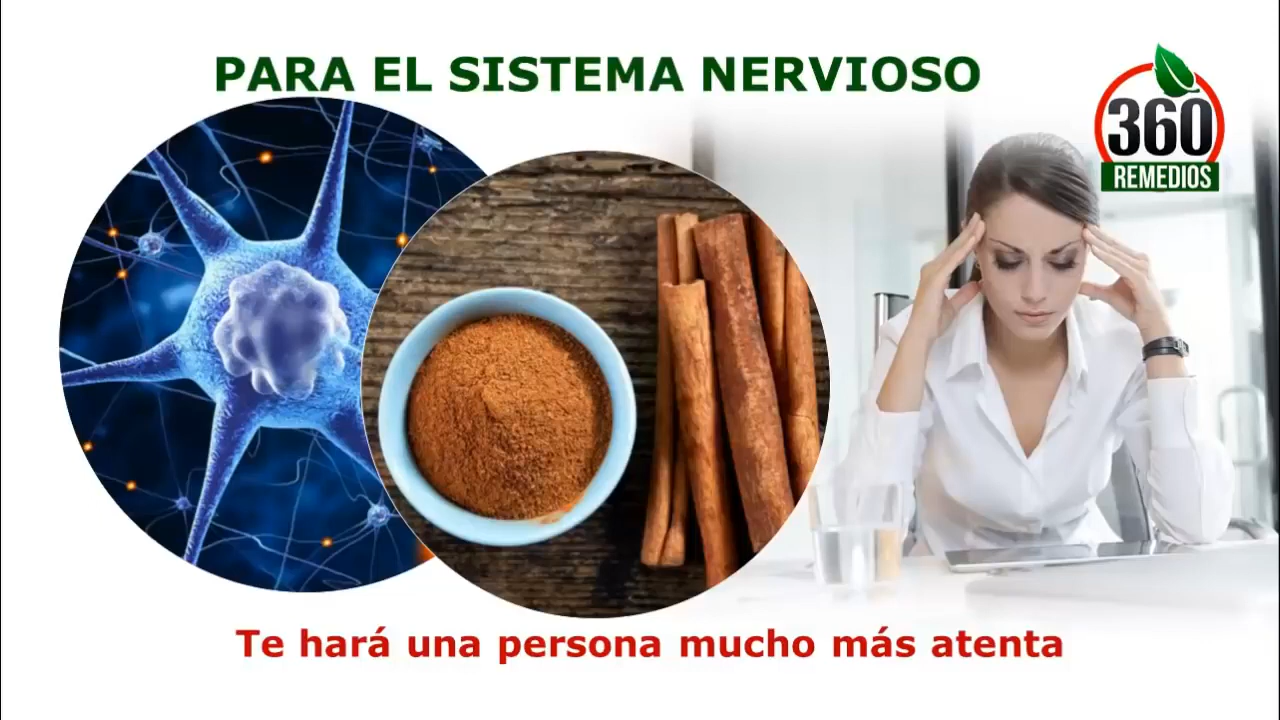 PARA EL SISTEMA NERVIOSO
360
REMEDIOS
Te hará una persona mucho más atenta